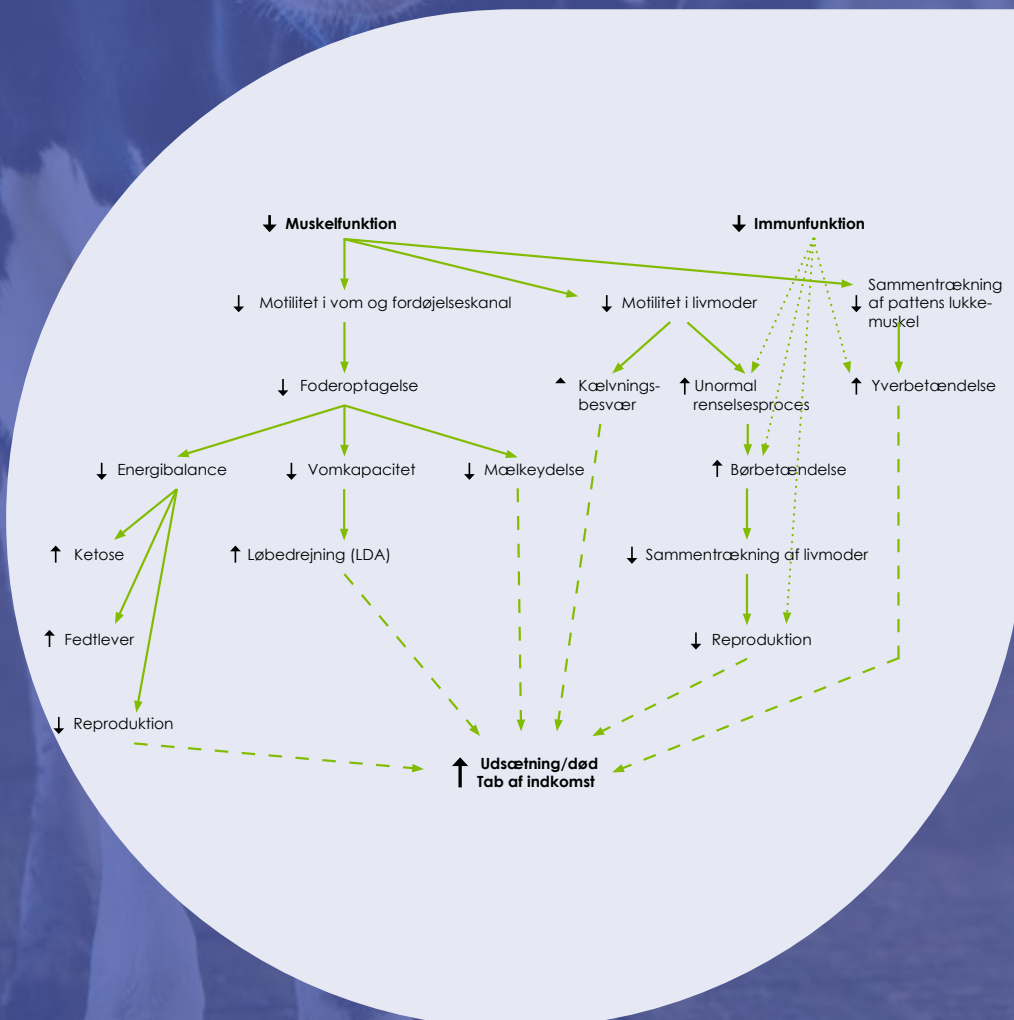 ↓ Muskelfunktion
↓ Immunfunktion
↓ Motilitet i vom og fordøjelseskanal
↓ Motilitet i livmoder
Sammentrækning
↓ af pattens lukke-
muskel
↓ Foderoptagelse
Kælvnings-
besvær
↑ Unormal
renselsesproces
↑ Yverbetændelse
↓ Energibalance
↓ Vomkapacitet
↓ Mælkeydelse
↑ Børbetændelse
↑ Ketose
↑ Løbedrejning (LDA)
↓ Sammentrækning af livmoder
↑ Fedtlever
↓ Reproduktion
↓ Reproduktion
↑ Udsætning/død
Tab af indkomst